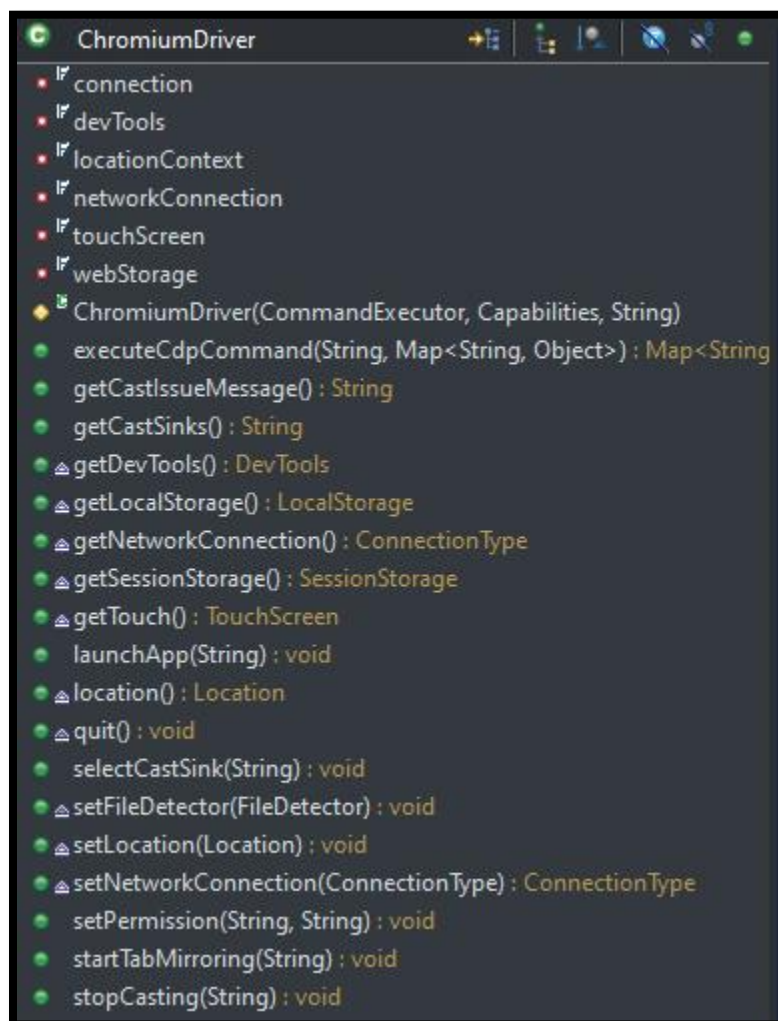 ChromiumDriver
connection
devTools
locationContext
networkConnection
touchScreen
webStorage
ChromiumDriver(CommandExecutor, Capabilities, String)
executeCdpCommand(String, Map<String, Object>) : Map<String
getCastIssueMessage() : String
getCastSinks() : String
getDevTools() : DevTools
getLocalStorage() : LocalStorage
getNetworkConnection() : ConnectionType
getSessionStorage() : SessionStorage
getTouch() : TouchScreen
launchApp(String) : void
location() : Location
quit() : void
selectCastSink(String) : void
setFileDetector(FileDetector) : void
setLocation(Location) : void
setNetworkConnection(ConnectionType) : ConnectionType
setPermission(String, String) : void
startTabMirroring(String) : void
stopCasting(String) : void